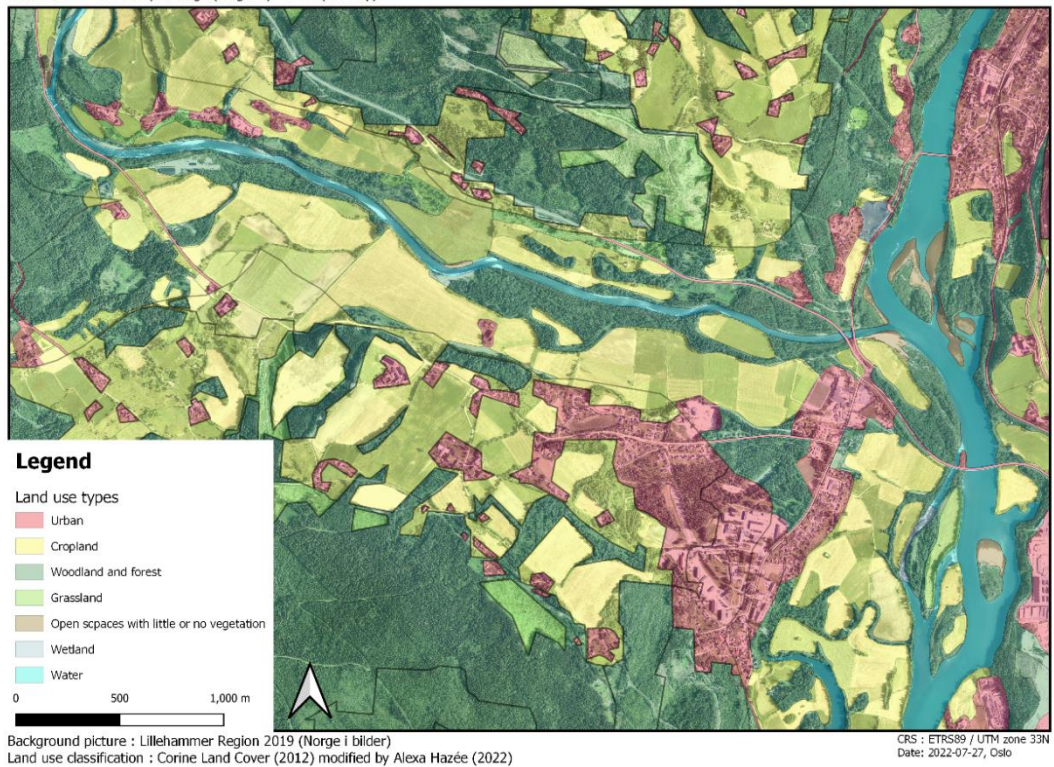 Legend
Land use types
Urban
Cropland
Woodland and forest
Grassland
Open scpaces with little or no vegetation
Wetland
Water
0 500 1,000 m
Background picture : Lillehammer Region 2019 (Norge i bilder)
Land use classification : Corine Land Cover (2012) modified by Alexa Hazée (2022)
CRS : ETRS89 / UTM zone 33N
Date: 2022-07-27, Oslo